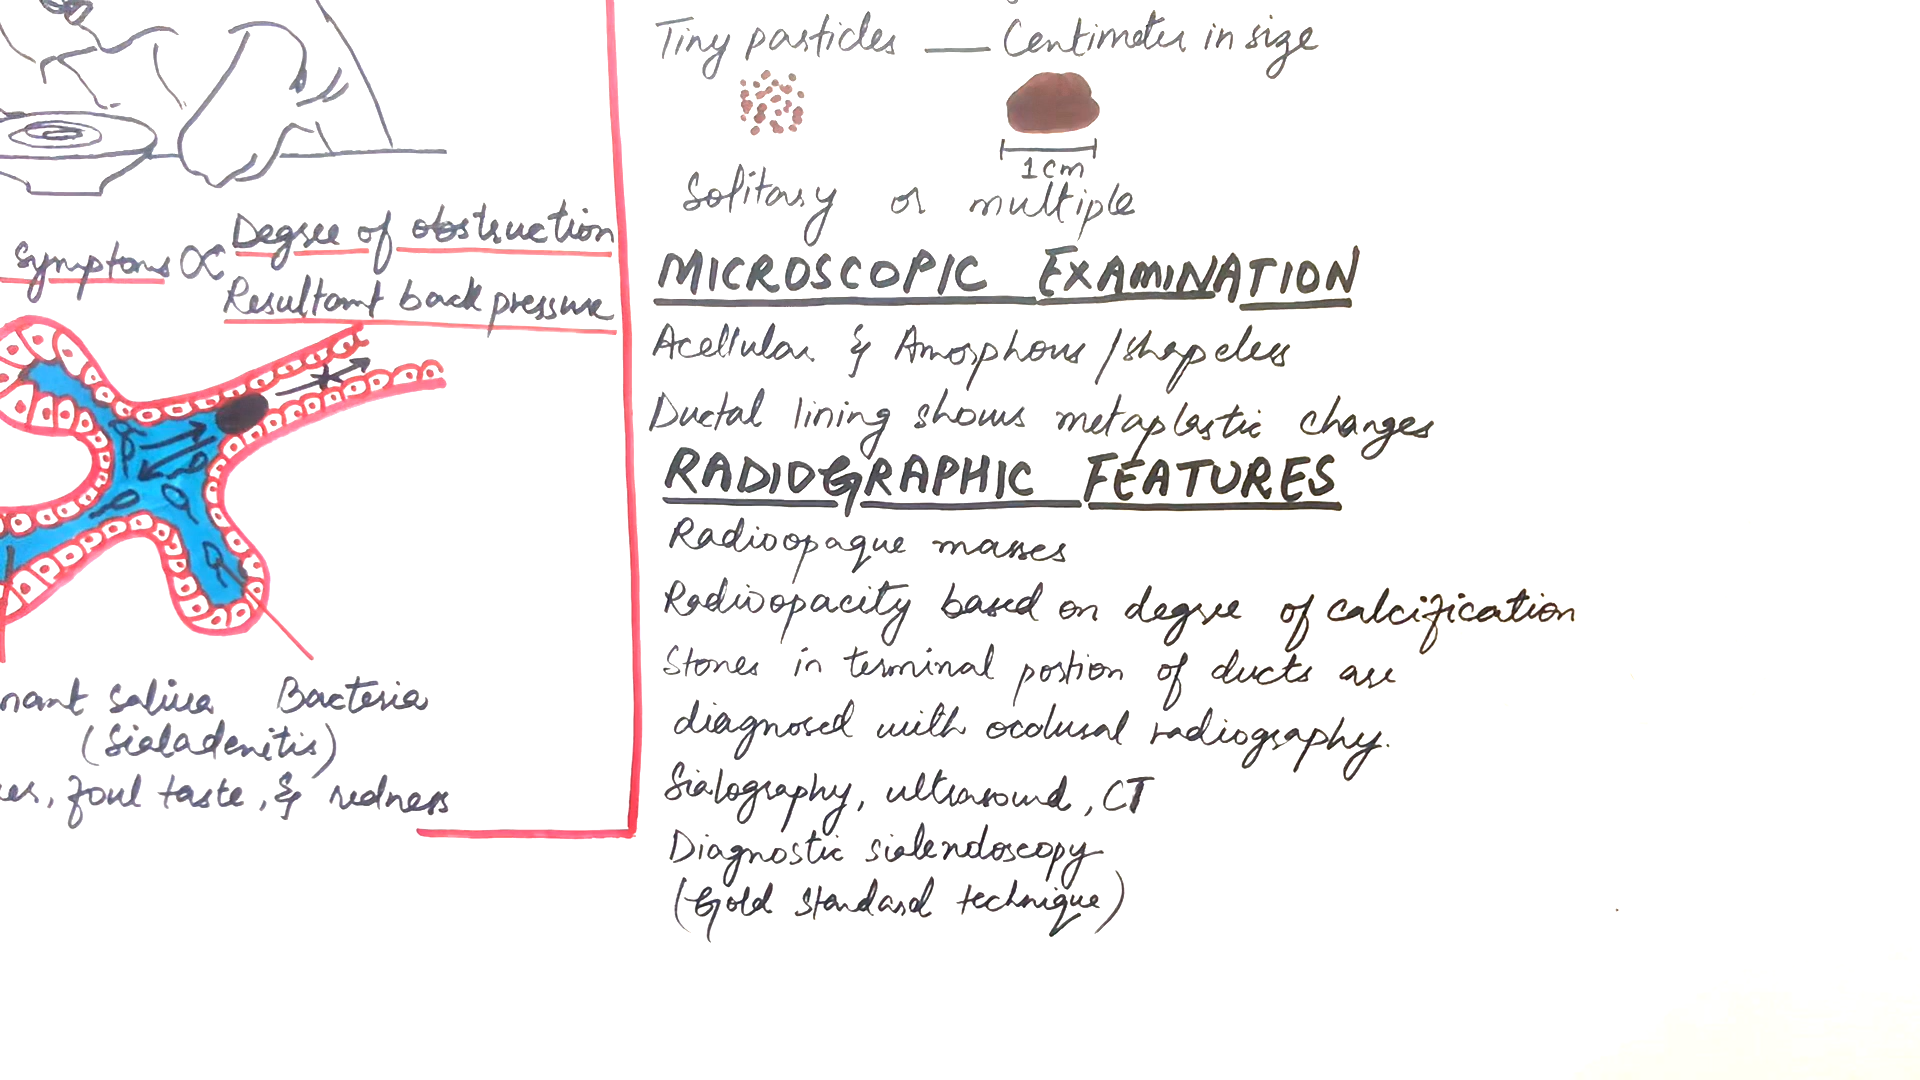 Symptoms ∝ Degree of obstruction
Resultant back pressure
nant saliva Bacteria
(Sialadenitis)
, foul taste, & redness
Tiny particles — Centimeter in size
1cm
Solitary or multiple
MICROSCOPIC EXAMINATION
Acellular & Amorphous / shapeless
Ductal lining shows metaplastic changes
RADIOGRAPHIC FEATURES
Radioopaque masses
Radioopacity based on degree of calcification
Stones in terminal portion of ducts are
diagnosed with occlusal radiography.
Sialography, ultrasound, CT
Diagnostic sialendoscopy
(Gold standard technique)